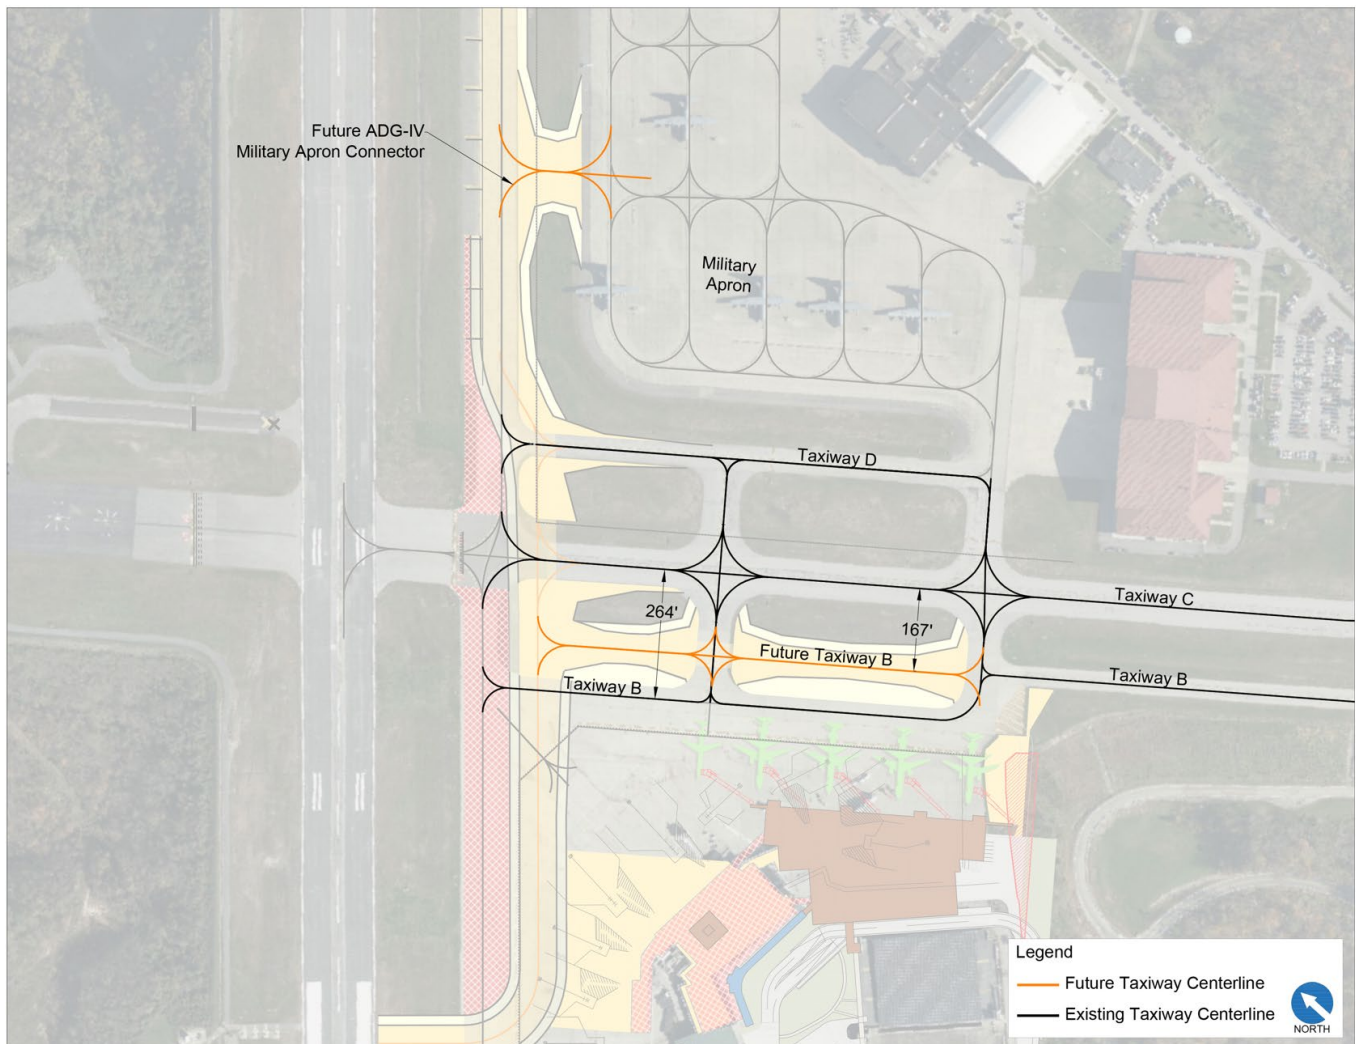 Future ADG-IV
Military Apron Connector
Military
Apron
Taxiway D
264'
167'
Taxiway C
Future Taxiway B
Taxiway B
Taxiway B
Legend
Future Taxiway Centerline
Existing Taxiway Centerline
NORTH